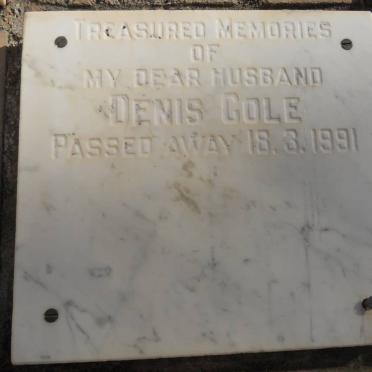 Treasured Memories
of
my dear husband
Denis Cole
Passed away 18.3.1991